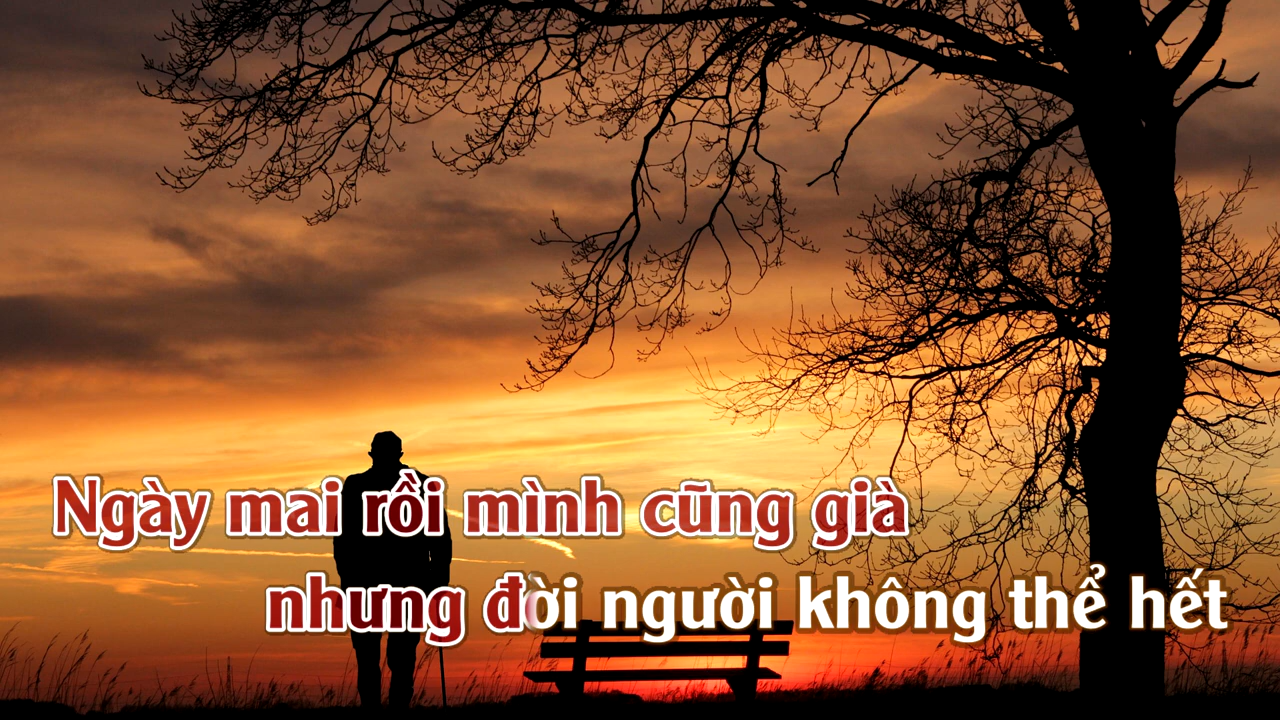 Ngày mai rồi mình cũng già
nhưng đời người không thể hết